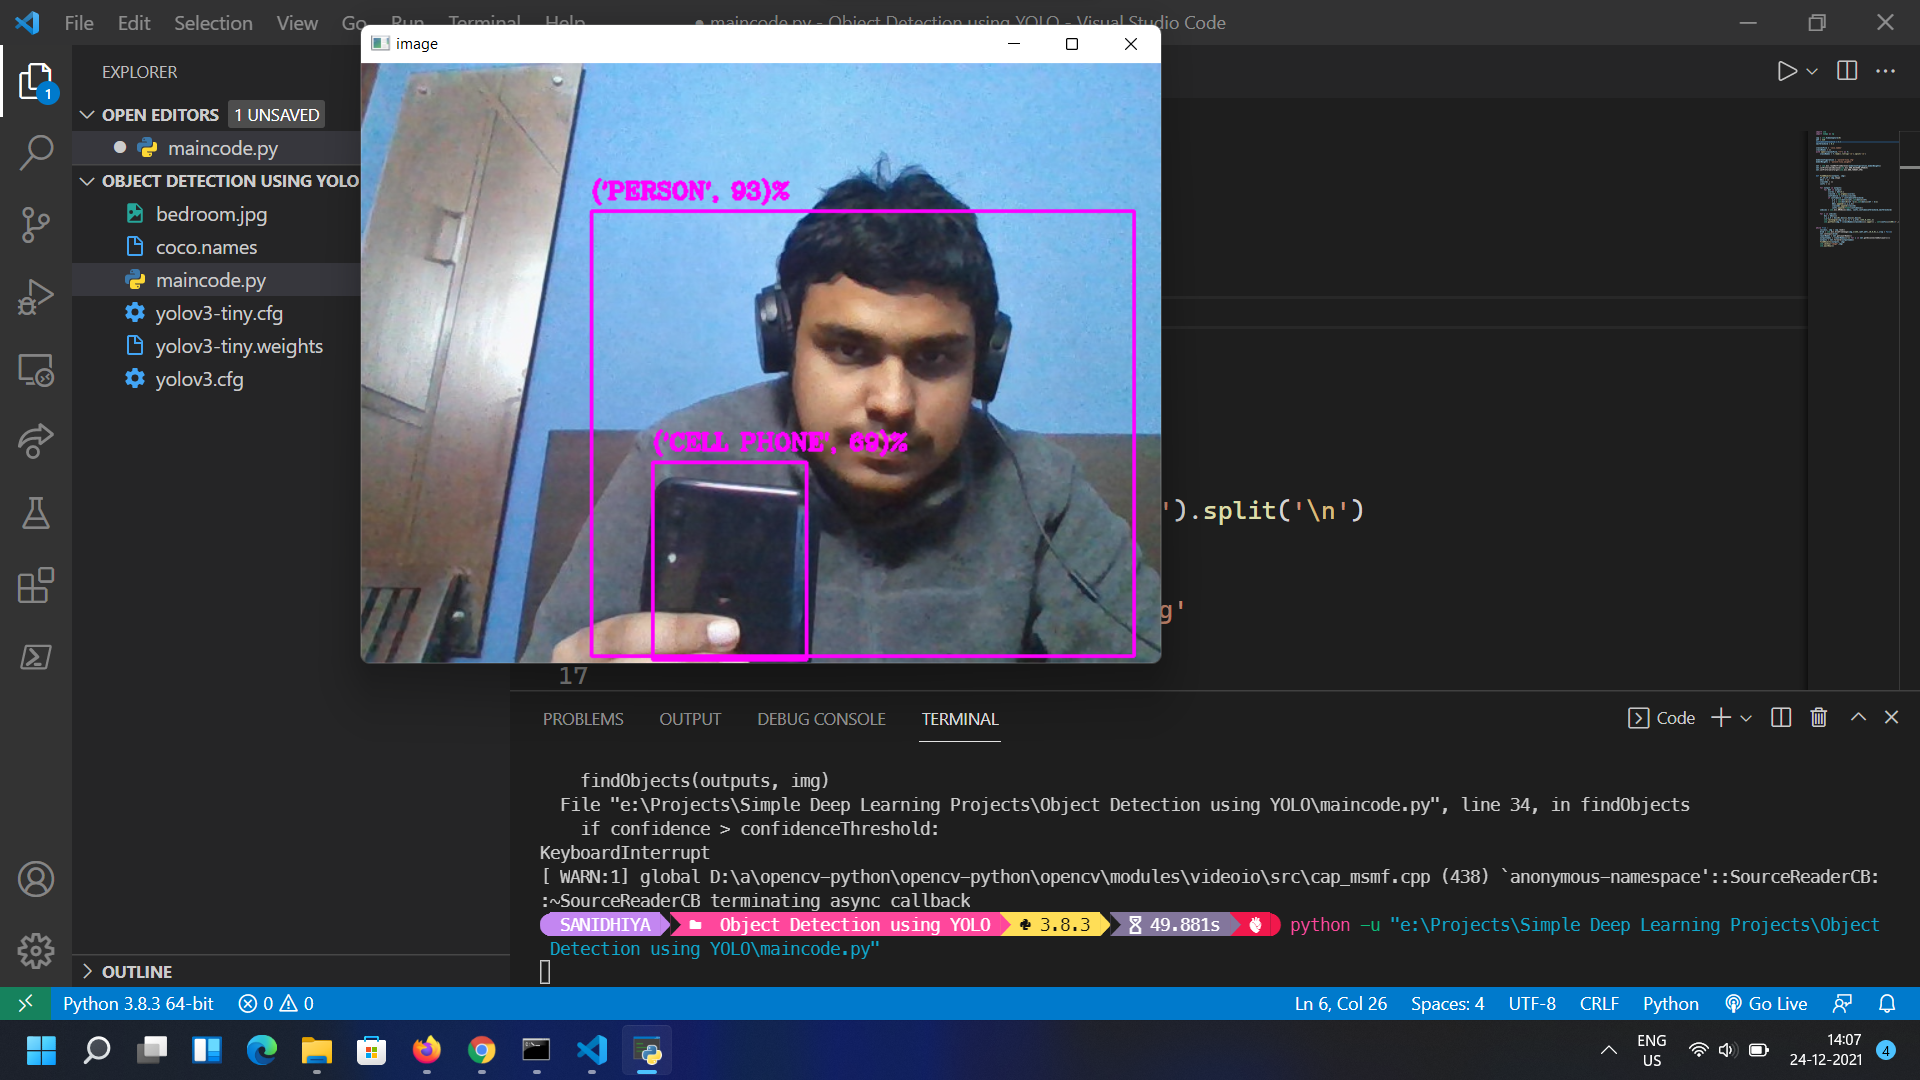 File Edit Selection View Go Run Terminal Help
● maincode.py - Object Detection using YOLO - Visual Studio Code
image
EXPLORER
OPEN EDITORS 1 UNSAVED
maincode.py
OBJECT DETECTION USING YOLO
bedroom.jpg
coco.names
maincode.py
yolov3-tiny.cfg
yolov3-tiny.weights
yolov3.cfg
OUTLINE
1
('PERSON', 93)%
('CELL PHONE', 69)%
').split('\n')
g'
17
PROBLEMS OUTPUT DEBUG CONSOLE TERMINAL
Code
findObjects(outputs, img)
File "e:\Projects\Simple Deep Learning Projects\Object Detection using YOLO\maincode.py", line 34, in findObjects
if confidence > confidenceThreshold:
KeyboardInterrupt
[ WARN:1] global D:\a\opencv-python\opencv-python\opencv\modules\videoio\src\cap_msmf.cpp (438) `anonymous-namespace'::SourceReaderCB:
:~SourceReaderCB terminating async callback
SANIDHIYA Object Detection using YOLO 3.8.3 49.881s python -u "e:\Projects\Simple Deep Learning Projects\Object
Detection using YOLO\maincode.py"
Python 3.8.3 64-bit 0 0 Ln 6, Col 26 Spaces: 4 UTF-8 CRLF Python Go Live
ENG
US
14:07
24-12-2021
4